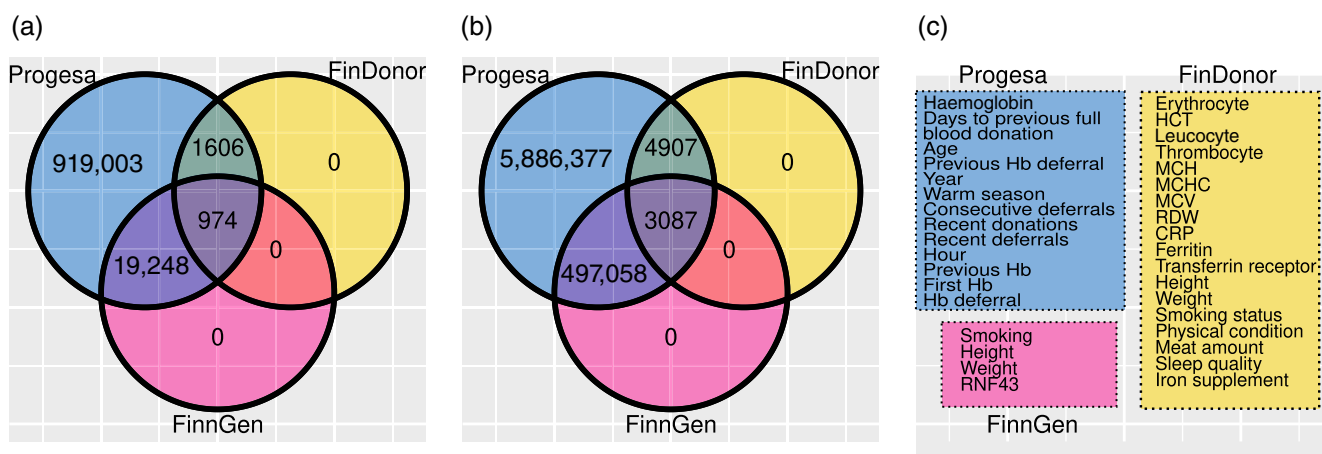 (a)
Progesa
FinDonor
919,003
1606
0
974
0
19,248
0
FinnGen
(b)
Progesa
FinDonor
5,886,377
4907
0
3087
0
497,058
0
FinnGen
(c)
Progesa
Haemoglobin
Days to previous full
blood donation
Age
Previous Hb deferral
Year
Warm season
Consecutive deferrals
Recent donations
Recent deferrals
Hour
Previous Hb
First Hb
Hb deferral
Smoking
Height
Weight
RNF43
FinnGen
FinDonor
Erythrocyte
HCT
Leucocyte
Thrombocyte
MCH
MCHC
MCV
RDW
CRP
Ferritin
Transferrin receptor
Height
Weight
Smoking status
Physical condition
Meat amount
Sleep quality
Iron supplement